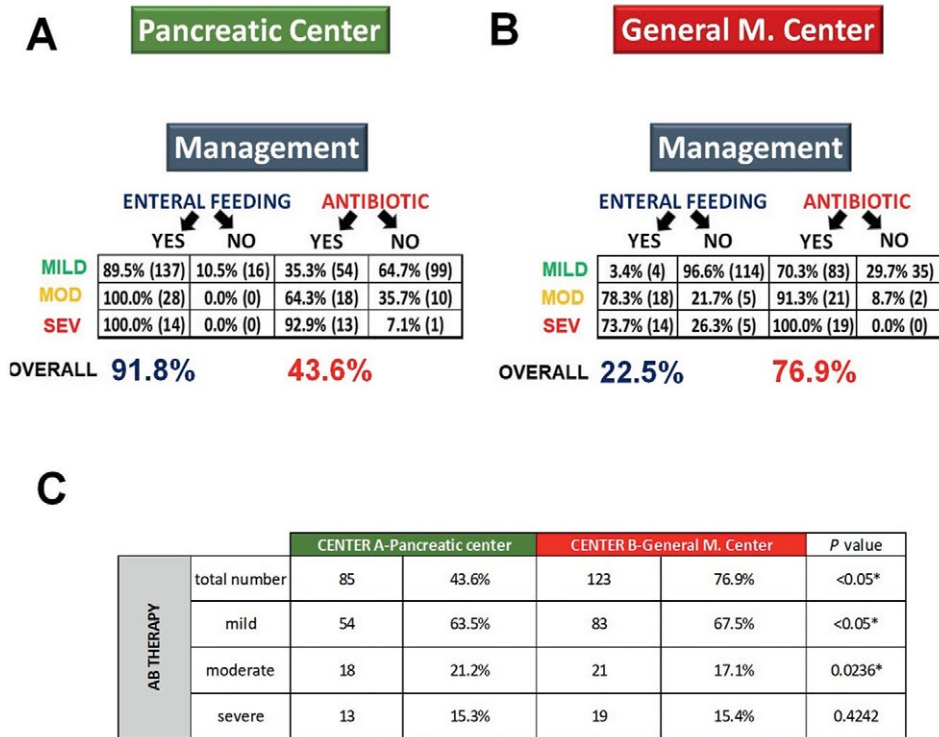 A Pancreatic Center
Management
ENTERAL FEEDING ANTIBIOTIC
YES NO YES NO
MILD 89.5% (137) 10.5% (16) 35.3% (54) 64.7% (99)
MOD 100.0% (28) 0.0% (0) 64.3% (18) 35.7% (10)
SEV 100.0% (14) 0.0% (0) 92.9% (13) 7.1% (1)
OVERALL 91.8% 43.6%
B General M. Center
Management
ENTERAL FEEDING ANTIBIOTIC
YES NO YES NO
MILD 3.4% (4) 96.6% (114) 70.3% (83) 29.7% 35)
MOD 78.3% (18) 21.7% (5) 91.3% (21) 8.7% (2)
SEV 73.7% (14) 26.3% (5) 100.0% (19) 0.0% (0)
OVERALL 22.5% 76.9%
C
CENTER A-Pancreatic center CENTER B-General M. Center P value
AB THERAPY
total number 85 43.6% 123 76.9% <0.05*
mild 54 63.5% 83 67.5% <0.05*
moderate 18 21.2% 21 17.1% 0.0236*
severe 13 15.3% 19 15.4% 0.4242